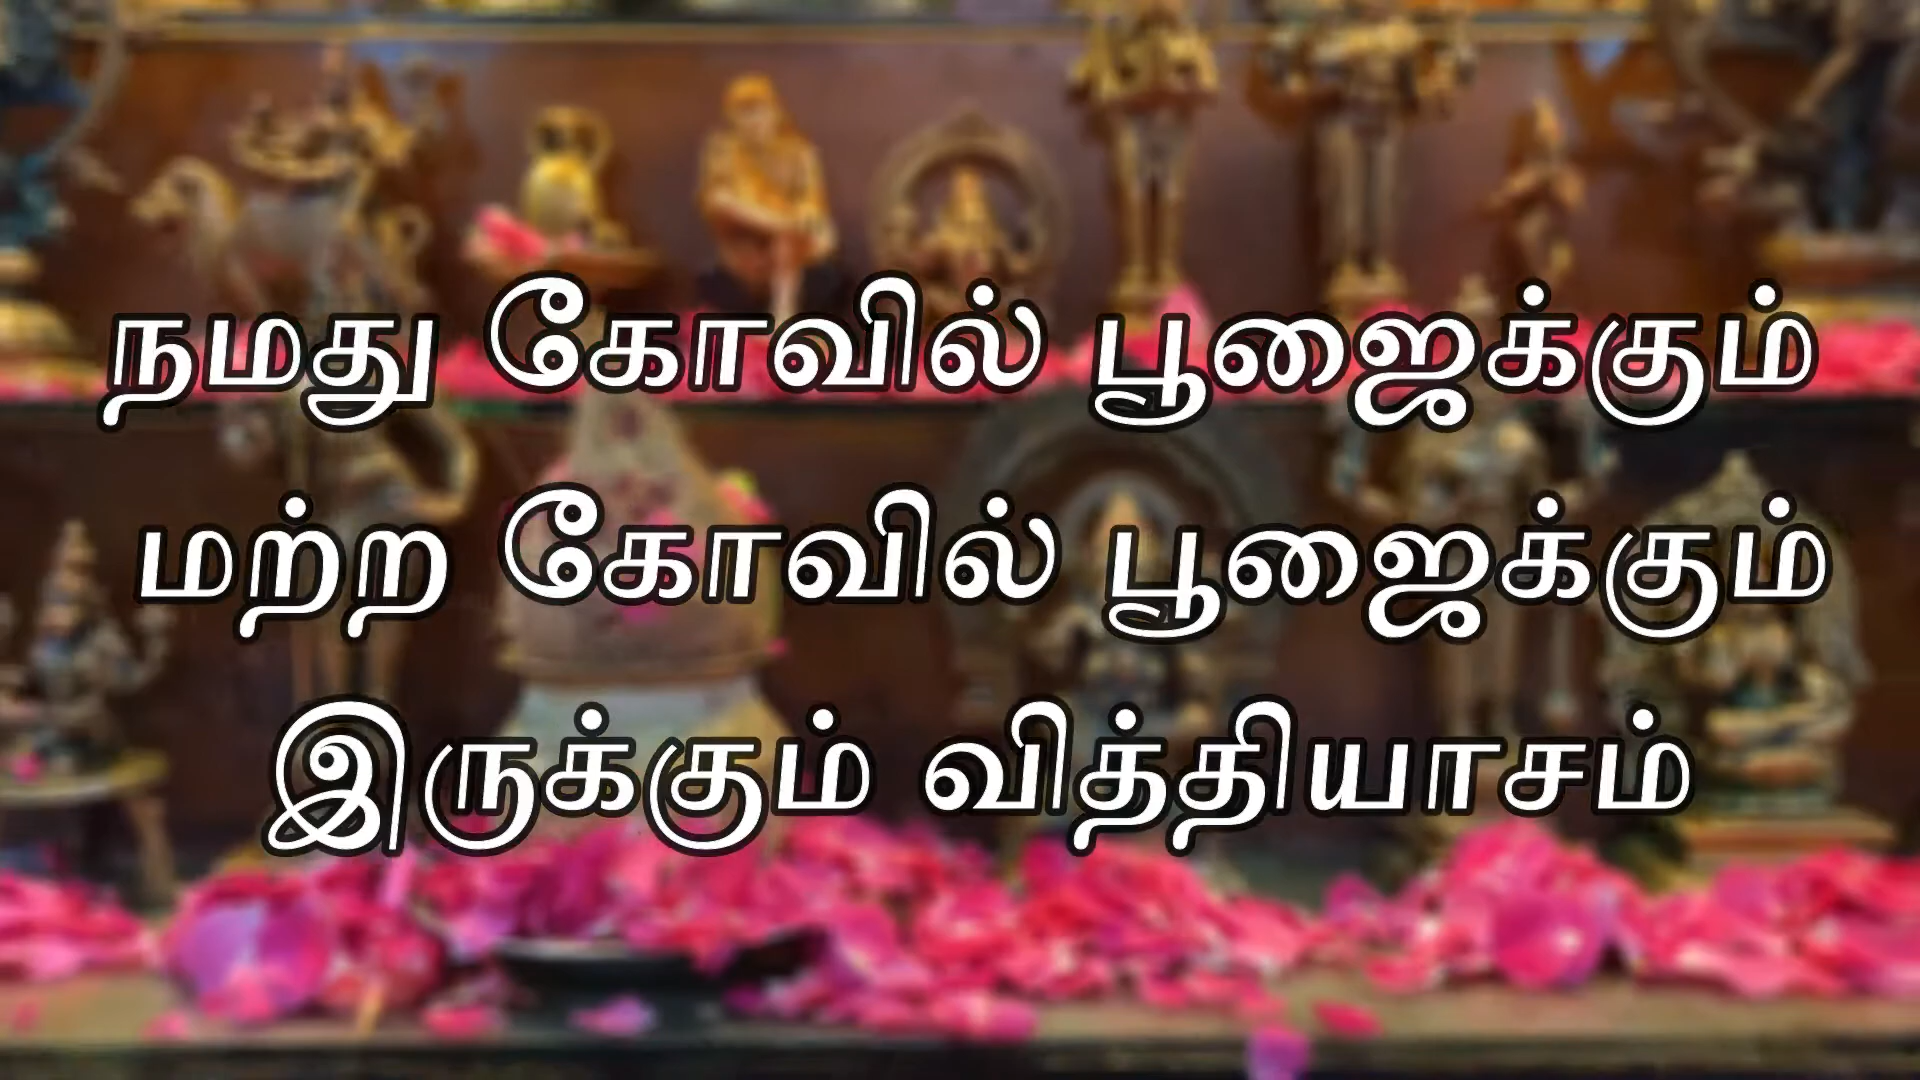 நமது கோவில் பூஜைக்கும்
மற்ற கோவில் பூஜைக்கும்
இருக்கும் வித்தியாசம்